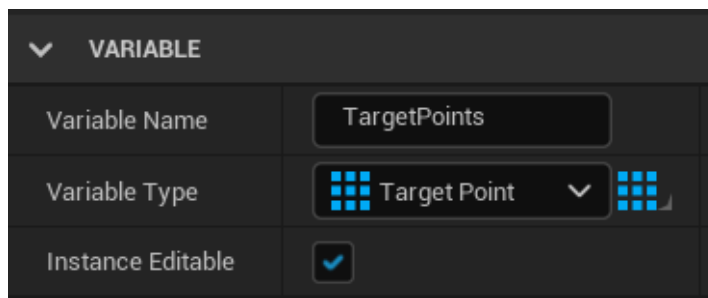 VARIABLE
Variable Name TargetPoints
Variable Type Target Point
Instance Editable